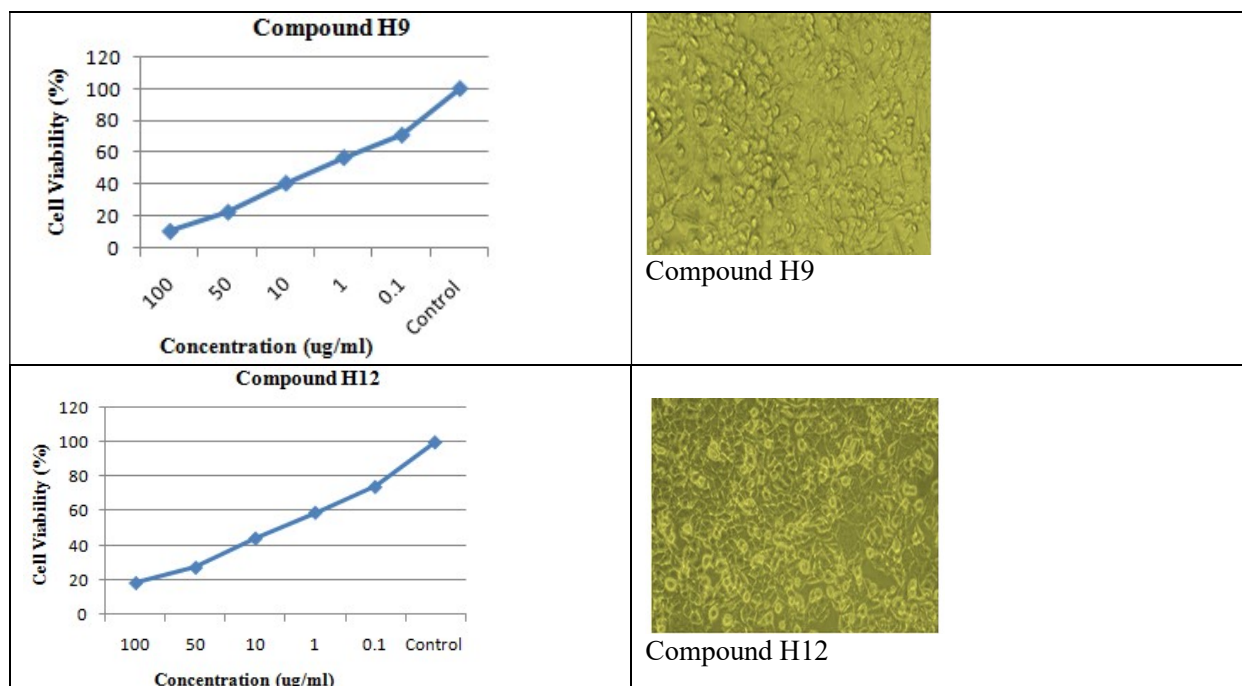 Compound H9
120
100
80
60
40
20
0
Cell Viability (%)
100 50 10 1 0.1 Control
Concentration (ug/ml)
Compound H9
Compound H12
120
100
80
60
40
20
0
Cell Viability (%)
100 50 10 1 0.1 Control
Concentration (ug/ml)
Compound H12